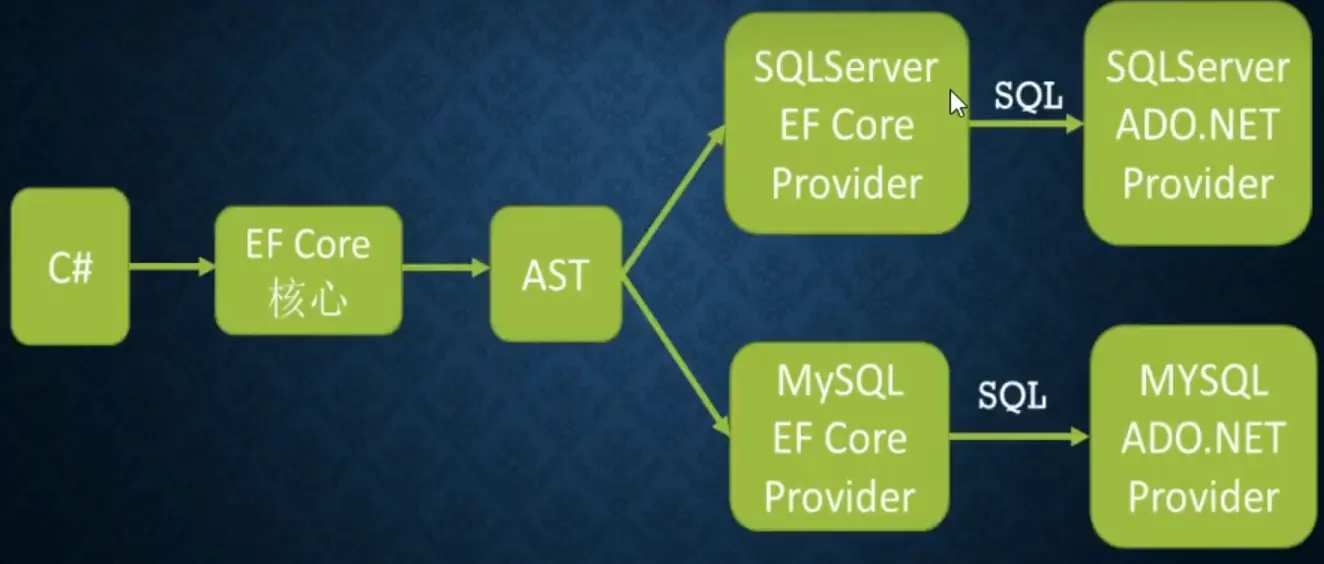 C#
EF Core
核心
AST
SQLServer
EF Core
Provider
SQL
SQLServer
ADO.NET
Provider
MySQL
EF Core
Provider
SQL
MYSQL
ADO.NET
Provider